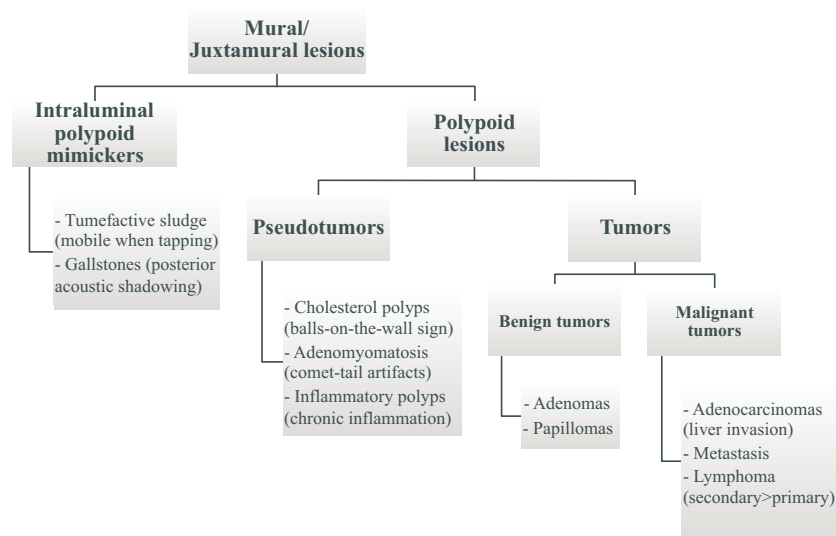 Mural/
Juxtamural lesions
Intraluminal
polypoid
mimickers
- Tumefactive sludge
(mobile when tapping)
- Gallstones (posterior
acoustic shadowing)
Polypoid
lesions
Pseudotumors
- Cholesterol polyps
(balls-on-the-wall sign)
- Adenomyomatosis
(comet-tail artifacts)
- Inflammatory polyps
(chronic inflammation)
Tumors
Benign tumors
- Adenomas
- Papillomas
Malignant
tumors
- Adenocarcinomas
(liver invasion)
- Metastasis
- Lymphoma
(secondary>primary)